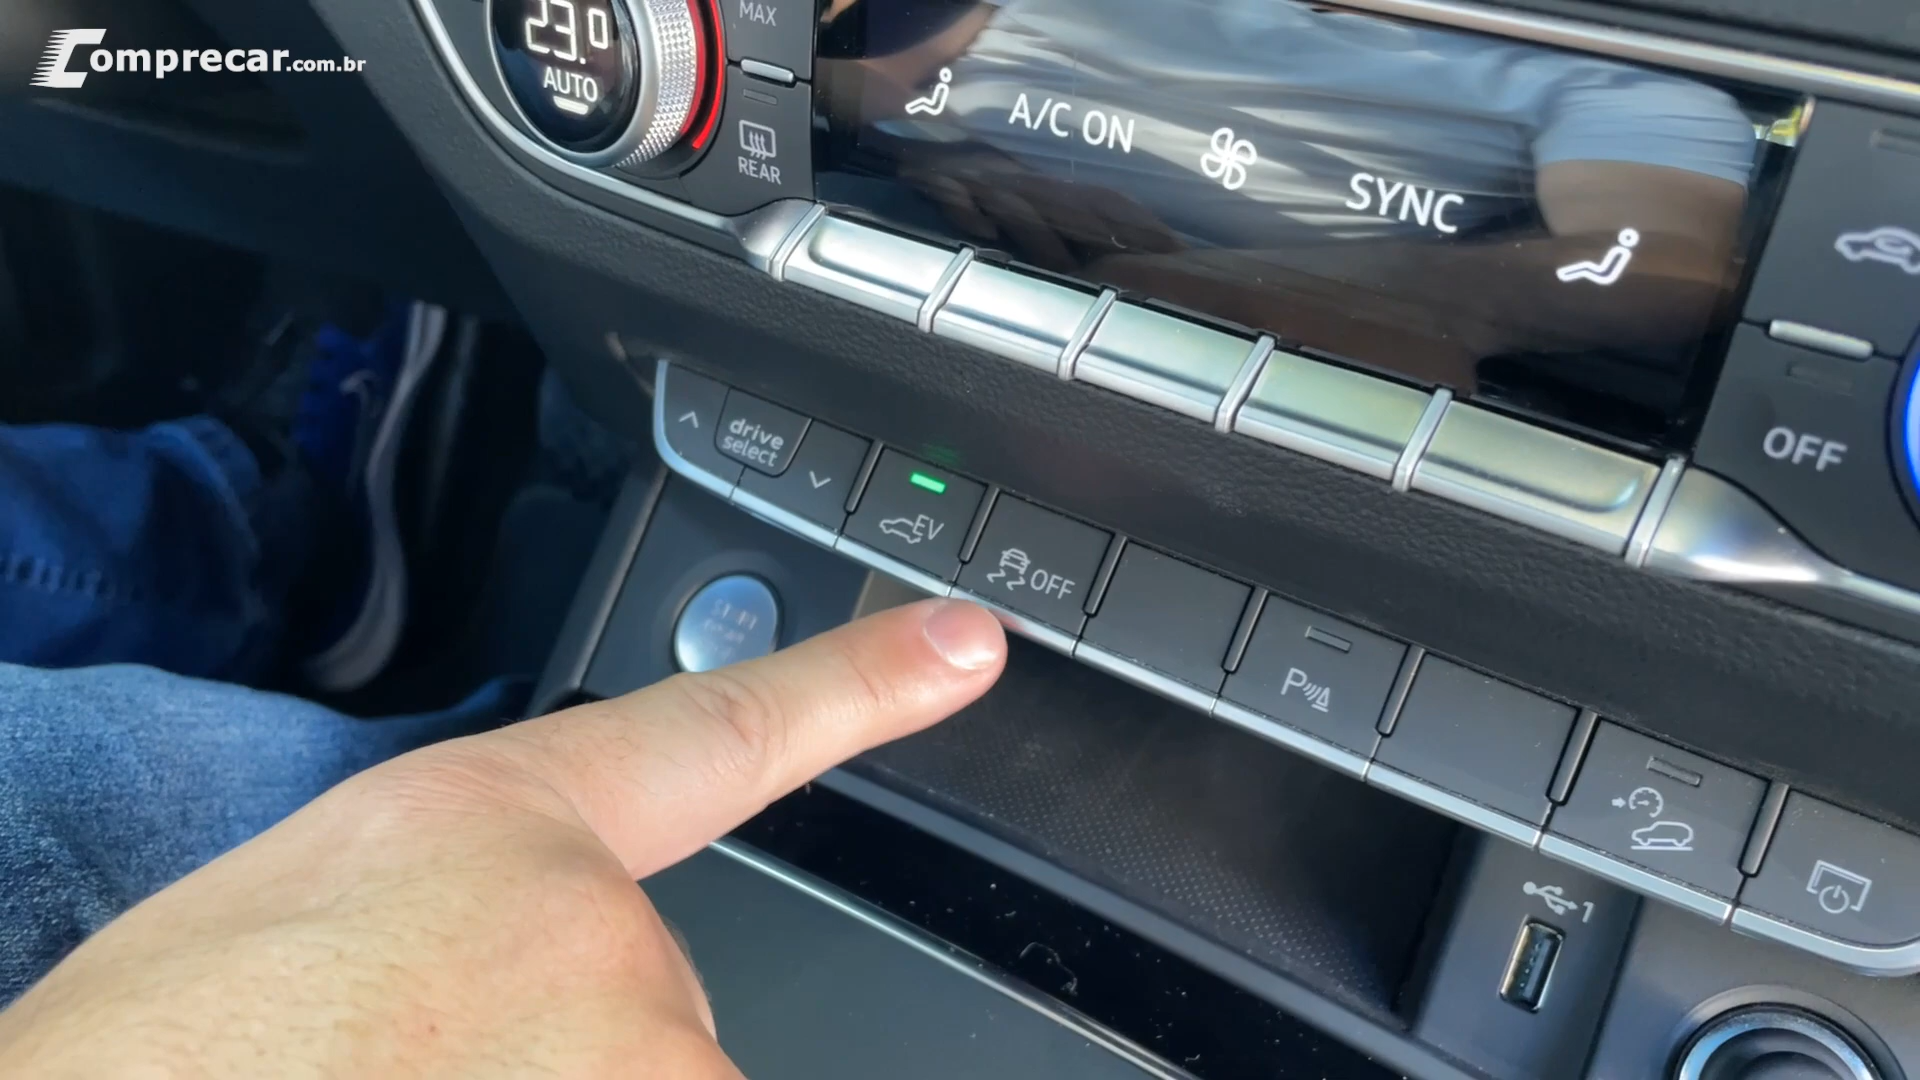 Comprecar.com.br
23.0
AUTO
MAX
REAR
A/C ON
SYNC
OFF
drive
select
EV
OFF
P
1